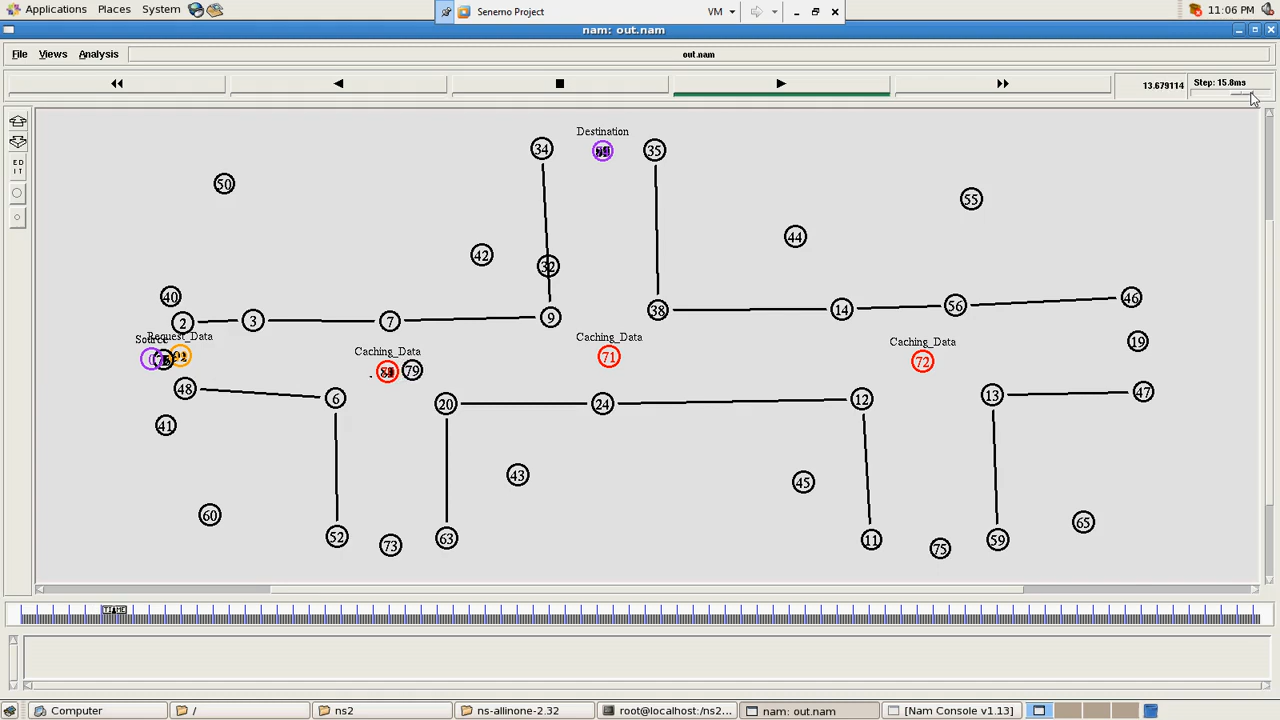 Applications Places System
Senemo Project VM
11:06 PM
nam: out.nam
File Views Analysis
out.nam
13.679114
Step: 15.8ms
E D
I T
Destination
34
35
50
55
44
42
32
40
46
2
3
7
9
38
14
56
19
Source
Request_Data
Caching_Data
Caching_Data
Caching_Data
71
72
79
48
6
20
24
12
13
47
41
43
45
60
52
73
63
11
75
59
65
TIME
Computer
/
ns2
ns-allinone-2.32
root@localhost:/ns2...
nam: out.nam
[Nam Console v1.13]